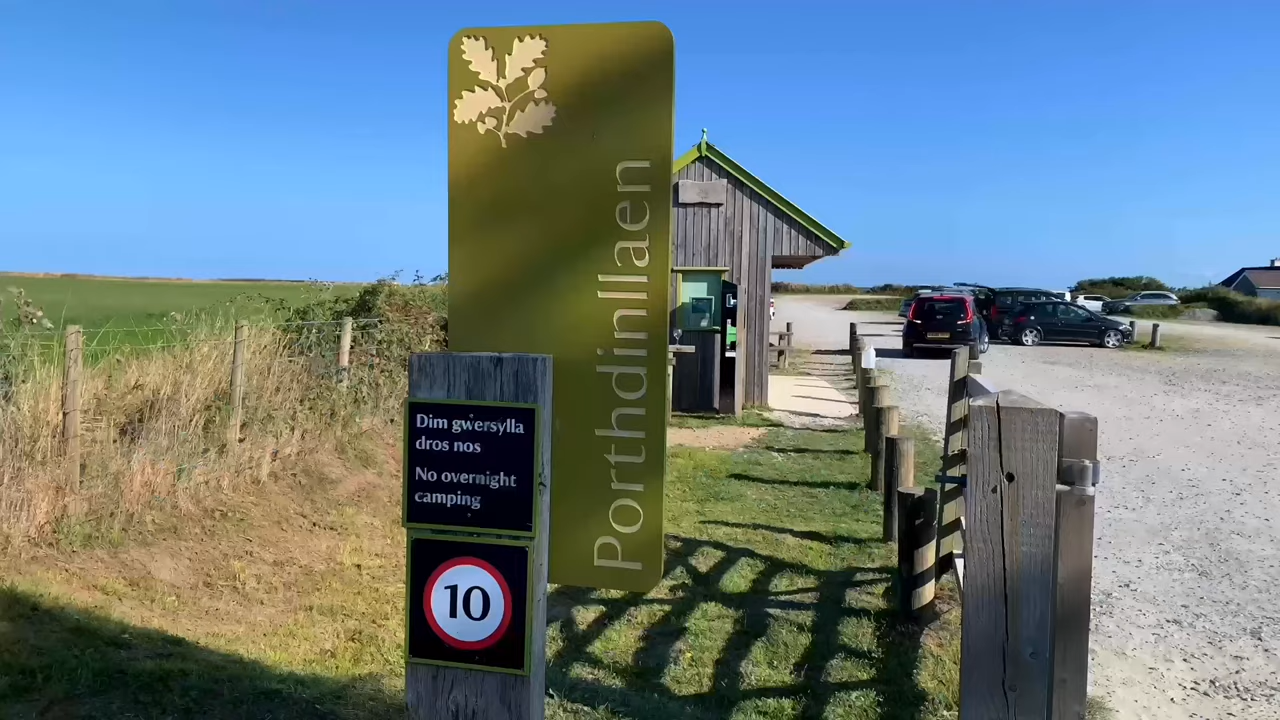 Porthdinllaen
Dim gwersylla
dros nos
No overnight
camping
10